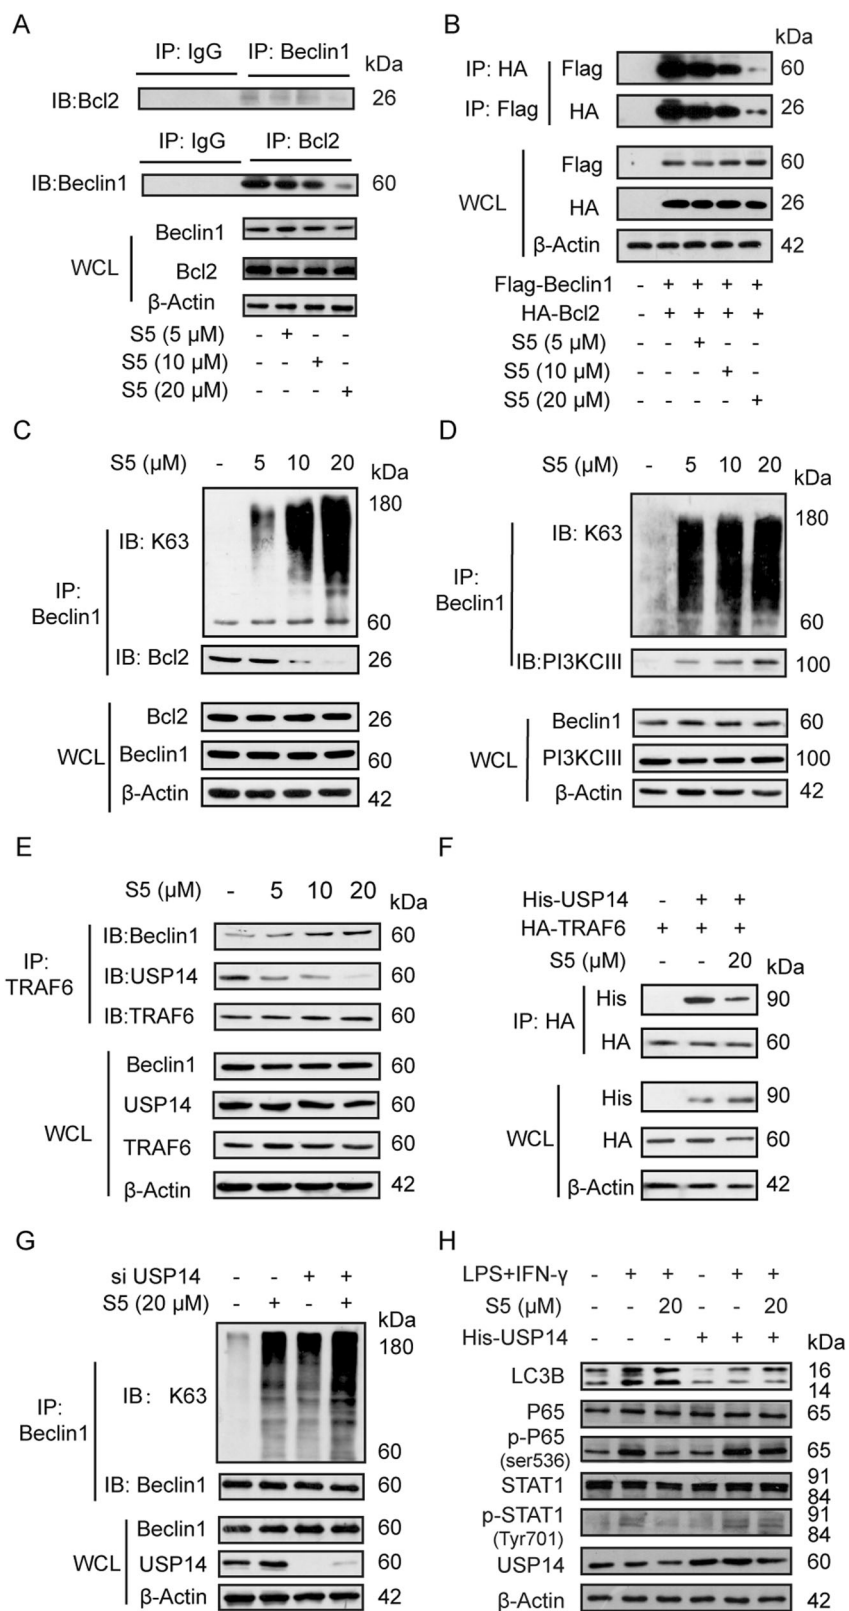 A
IP: IgG IP: Beclin1 kDa
IB:Bcl2 26
IP: IgG IP: Bcl2
IB:Beclin1 60
WCL
Beclin1
Bcl2
β-Actin
S5 (5 μM) - + - -
S5 (10 μM) - - + -
S5 (20 μM) - - - +
B
kDa
IP: HA Flag 60
IP: Flag HA 26
WCL
Flag 60
HA 26
β-Actin 42
Flag-Beclin1 - + + + +
HA-Bcl2 - + + + +
S5 (5 μM) - - + - -
S5 (10 μM) - - - + -
S5 (20 μM) - - - - +
C
S5 (μM) - 5 10 20 kDa
IP: Beclin1
IB: K63 180
60
IB: Bcl2 26
WCL
Bcl2 26
Beclin1 60
β-Actin 42
D
S5 (μM) - 5 10 20 kDa
IP: Beclin1
IB: K63 180
60
IB:PI3KCIII 100
WCL
Beclin1 60
PI3KCIII 100
β-Actin 42
E
S5 (μM) - 5 10 20 kDa
IP: TRAF6
IB:Beclin1 60
IB:USP14 60
IB:TRAF6 60
WCL
Beclin1 60
USP14 60
TRAF6 60
β-Actin 42
F
His-USP14 - + +
HA-TRAF6 + + +
S5 (μM) - - 20 kDa
IP: HA
His 90
HA 60
WCL
His 90
HA 60
β-Actin 42
G
si USP14 - - + +
S5 (20 μM) - + - +
kDa
IP: Beclin1
IB: K63 180
60
IB: Beclin1 60
WCL
Beclin1 60
USP14 60
β-Actin 42
H
LPS+IFN-γ - + + - + +
S5 (μM) - - 20 - - 20
His-USP14 - - - + + + kDa
LC3B 16
14
P65 65
p-P65 (ser536) 65
STAT1 91
84
p-STAT1 (Tyr701) 91
84
USP14 60
β-Actin 42